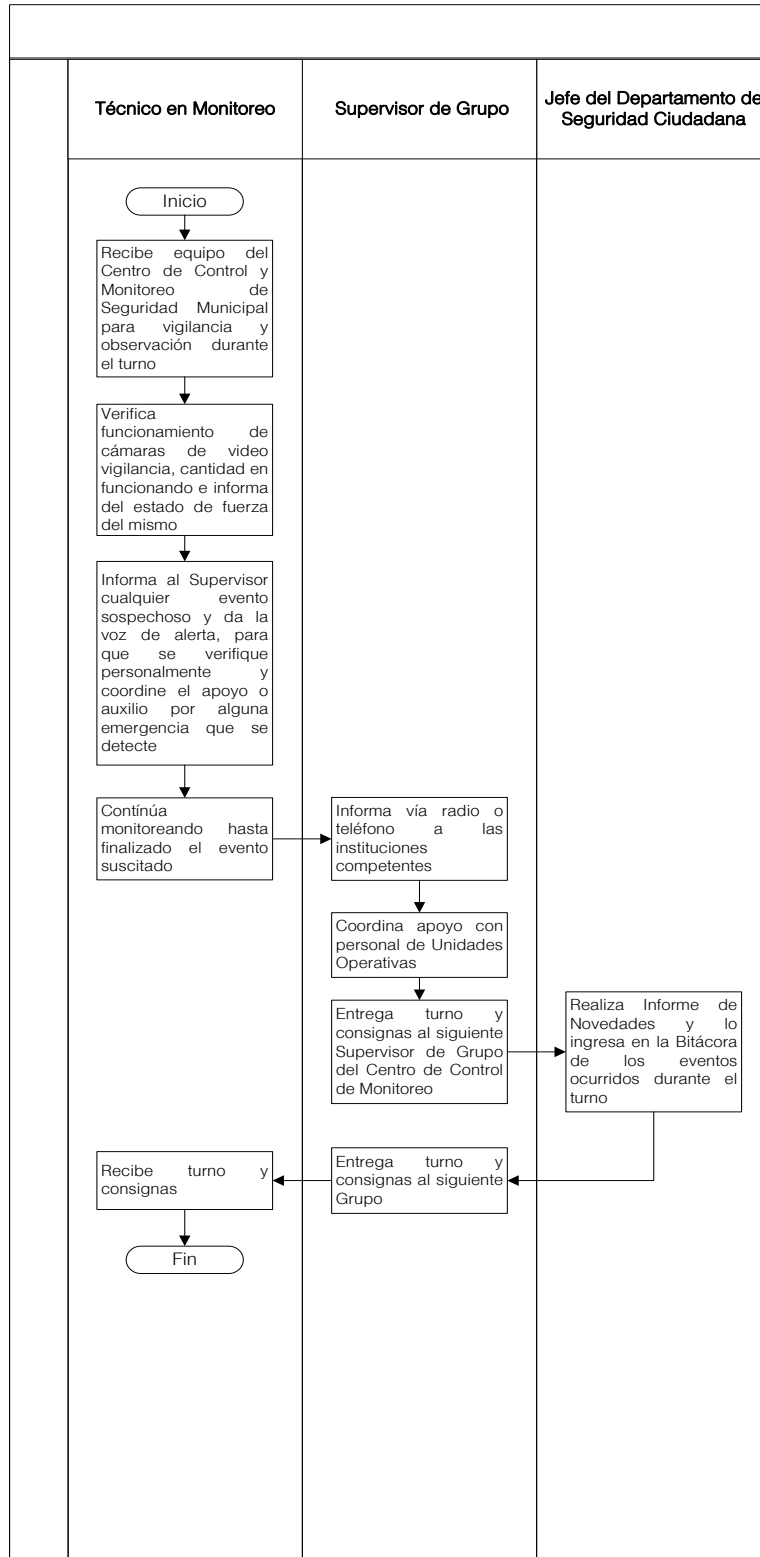 Técnico en Monitoreo
Supervisor de Grupo
Jefe del Departamento de
Seguridad Ciudadana
Inicio
Recibe equipo del
Centro de Control y
Monitoreo de
Seguridad Municipal
para vigilancia y
observación durante
el turno
Verifica
funcionamiento de
cámaras de video
vigilancia, cantidad en
funcionando e informa
del estado de fuerza
del mismo
Informa al Supervisor
cualquier evento
sospechoso y da la
voz de alerta, para
que se verifique
personalmente y
coordine el apoyo o
auxilio por alguna
emergencia que se
detecte
Contínúa
monitoreando hasta
finalizado el evento
suscitado
Informa vía radio o
teléfono a las
instituciones
competentes
Coordina apoyo con
personal de Unidades
Operativas
Entrega turno y
consignas al siguiente
Supervisor de Grupo
del Centro de Control
de Monitoreo
Realiza Informe de
Novedades y lo
ingresa en la Bitácora
de los eventos
ocurridos durante el
turno
Entrega turno y
consignas al siguiente
Grupo
Recibe turno y
consignas
Fin